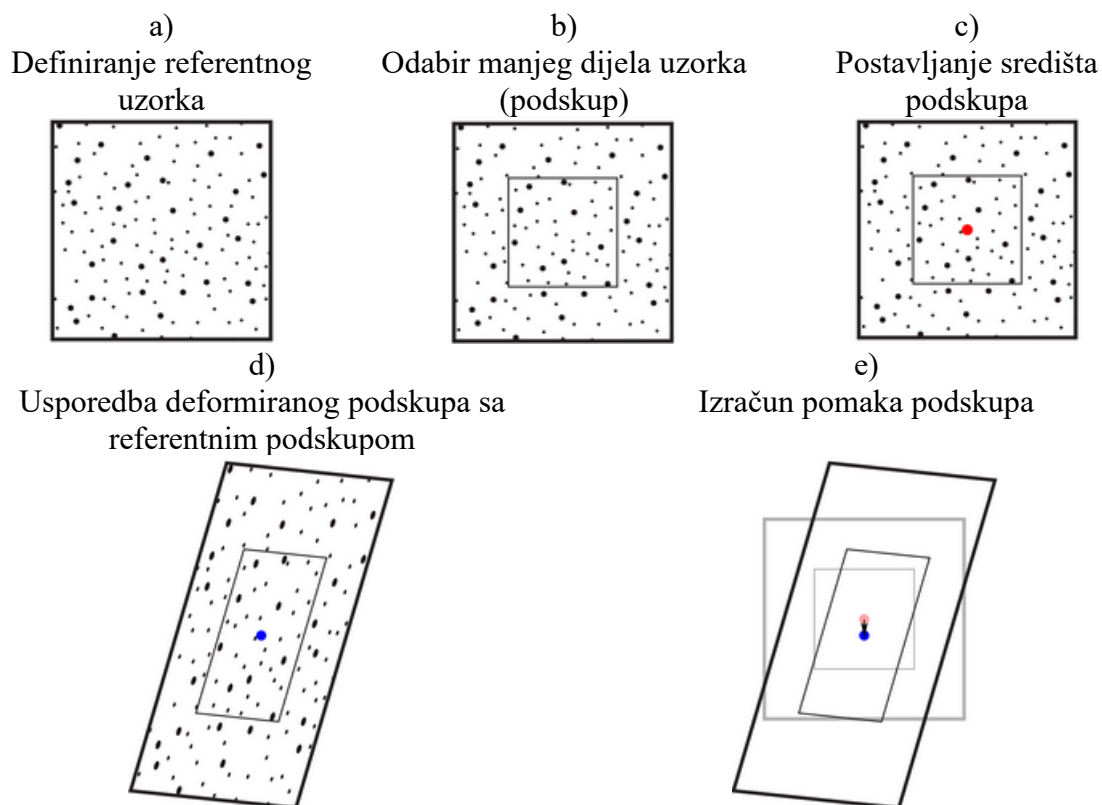 a)
Definiranje referentnog
uzorka
b)
Odabir manjeg dijela uzorka
(podskup)
c)
Postavljanje središta
podskupa
d)
Usporedba deformiranog podskupa sa
referentnim podskupom
e)
Izračun pomaka podskupa